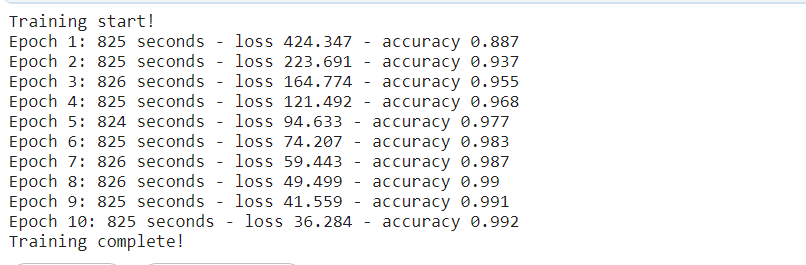 Training start!
Epoch 1: 825 seconds - loss 424.347 - accuracy 0.887
Epoch 2: 825 seconds - loss 223.691 - accuracy 0.937
Epoch 3: 826 seconds - loss 164.774 - accuracy 0.955
Epoch 4: 825 seconds - loss 121.492 - accuracy 0.968
Epoch 5: 824 seconds - loss 94.633 - accuracy 0.977
Epoch 6: 825 seconds - loss 74.207 - accuracy 0.983
Epoch 7: 826 seconds - loss 59.443 - accuracy 0.987
Epoch 8: 826 seconds - loss 49.499 - accuracy 0.99
Epoch 9: 825 seconds - loss 41.559 - accuracy 0.991
Epoch 10: 825 seconds - loss 36.284 - accuracy 0.992
Training complete!